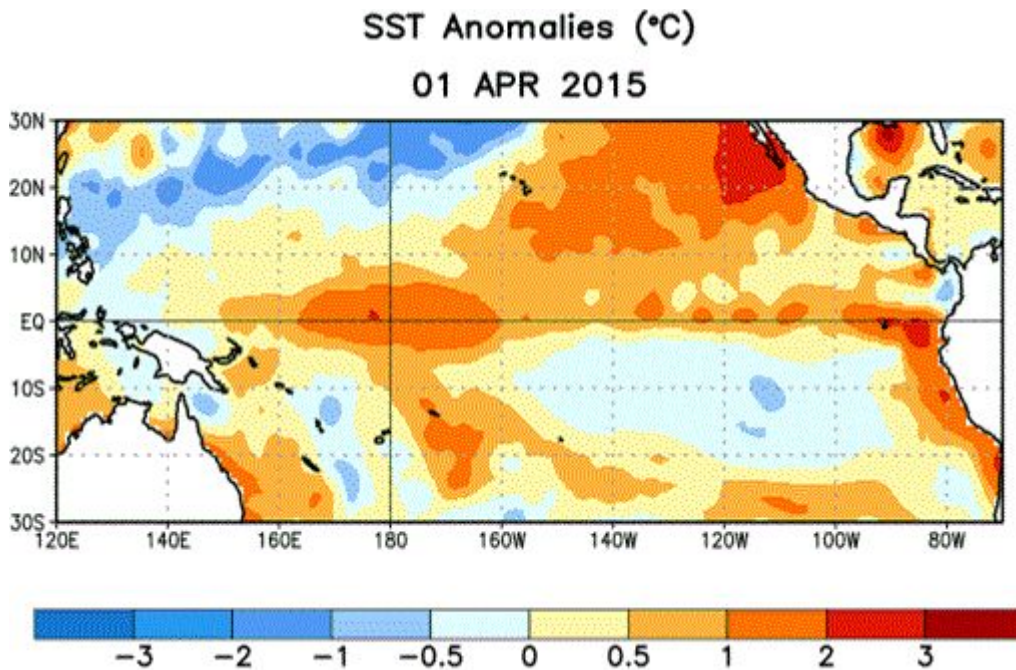 SST Anomalies (°C)
01 APR 2015
30N
20N
10N
EQ
10S
20S
30S
120E 140E 160E 180 160W 140W 120W 100W 80W
-3 -2 -1 -0.5 0 0.5 1 2 3